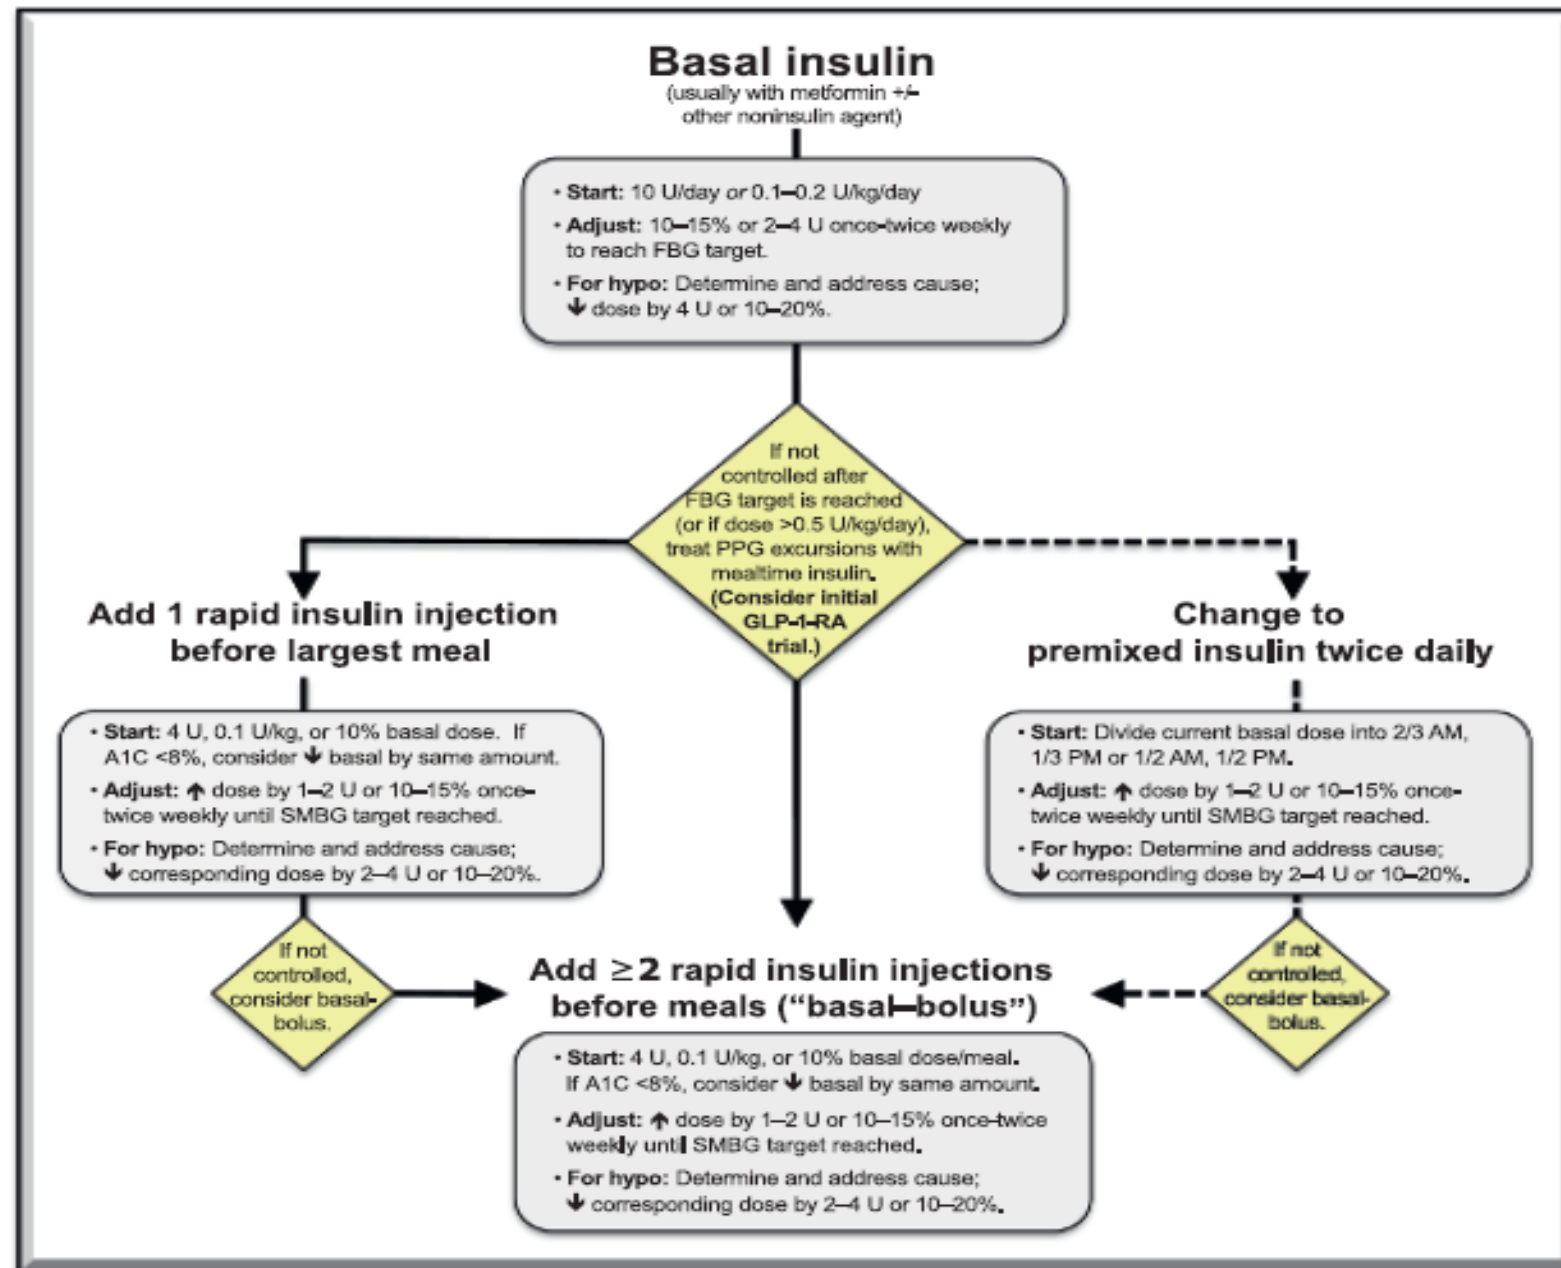 Basal insulin
(usually with metformin +/-
other noninsulin agent)
• Start: 10 U/day or 0.1–0.2 U/kg/day
• Adjust: 10–15% or 2–4 U once-twice weekly
to reach FBG target.
• For hypo: Determine and address cause;
↓ dose by 4 U or 10–20%.
If not
controlled after
FBG target is reached
(or if dose >0.5 U/kg/day),
treat PPG excursions with
mealtime insulin.
(Consider initial
GLP-1-RA
trial.)
Add 1 rapid insulin injection
before largest meal
• Start: 4 U, 0.1 U/kg, or 10% basal dose. If
A1C <8%, consider ↓ basal by same amount.
• Adjust: ↑ dose by 1–2 U or 10–15% once-
twice weekly until SMBG target reached.
• For hypo: Determine and address cause;
↓ corresponding dose by 2–4 U or 10–20%.
If not
controlled,
consider basal-
bolus.
Change to
premixed insulin twice daily
• Start: Divide current basal dose into 2/3 AM,
1/3 PM or 1/2 AM, 1/2 PM.
• Adjust: ↑ dose by 1–2 U or 10–15% once-
twice weekly until SMBG target reached.
• For hypo: Determine and address cause;
↓ corresponding dose by 2–4 U or 10–20%.
If not
controlled,
consider basal-
bolus.
Add ≥2 rapid insulin injections
before meals (“basal–bolus”)
• Start: 4 U, 0.1 U/kg, or 10% basal dose/meal.
If A1C <8%, consider ↓ basal by same amount.
• Adjust: ↑ dose by 1–2 U or 10–15% once-twice
weekly until SMBG target reached.
• For hypo: Determine and address cause;
↓ corresponding dose by 2–4 U or 10–20%.